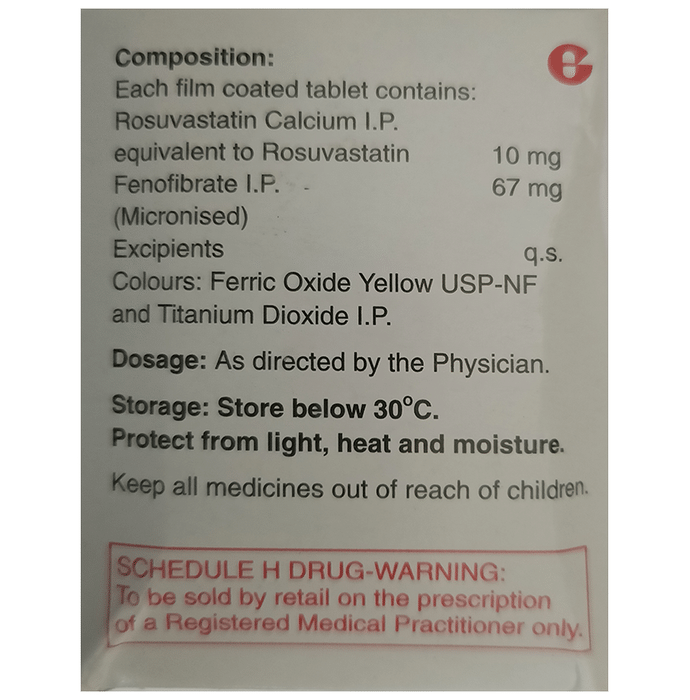 Composition:
Each film coated tablet contains:
Rosuvastatin Calcium I.P.
equivalent to Rosuvastatin 10 mg
Fenofibrate I.P. 67 mg
(Micronised)
Excipients q.s.
Colours: Ferric Oxide Yellow USP-NF
and Titanium Dioxide I.P.
Dosage: As directed by the Physician.
Storage: Store below 30°C.
Protect from light, heat and moisture.
Keep all medicines out of reach of children.
SCHEDULE H DRUG-WARNING:
To be sold by retail on the prescription
of a Registered Medical Practitioner only.